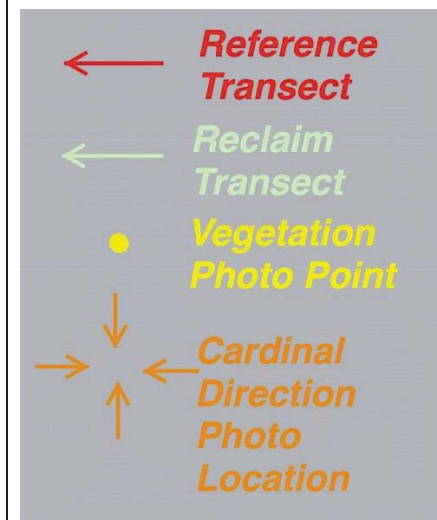 Reference
Transect
Reclaim
Transect
Vegetation
Photo Point
Cardinal
Direction
Photo
Location